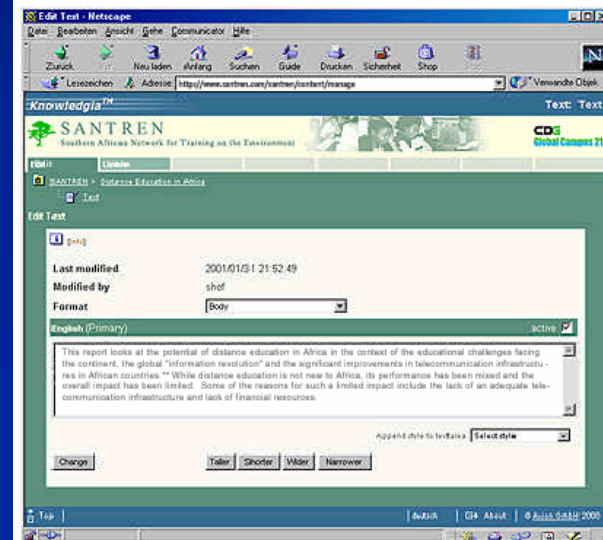 Edit Text - Netscape
Datei Bearbeiten Ansicht Gehe Communicator Hilfe
Zurück Neu laden Anfang Suchen Guide Drucken Sicherheit Shop
Lesezeichen Adresse: http://www.santren.com/santren/content/manage Verwandte Objek
Knowledgia™ Text: Text
SANTREN
Southern African Network for Training on the Environment
CDG
Global Campus 21
SANTREN > Distance Education in Africa
Text
Edit Text
[Info]
Last modified 2001/01/31 21:52:49
Modified by shof
Format Body
English (Primary) active
This report looks at the potential of distance education in Africa in the context of the educational challenges facing
the continent, the global "information revolution" and the significant improvements in telecommunication infrastructu -
res in African countries.** While distance education is not new to Africa, its performance has been mixed and the
overall impact has been limited. Some of the reasons for such a limited impact include the lack of an adequate tele-
communication infrastructure and lack of financial resources.
Append style to textarea Select style
Change Taller Shorter Wider Narrower
Top deutsch About